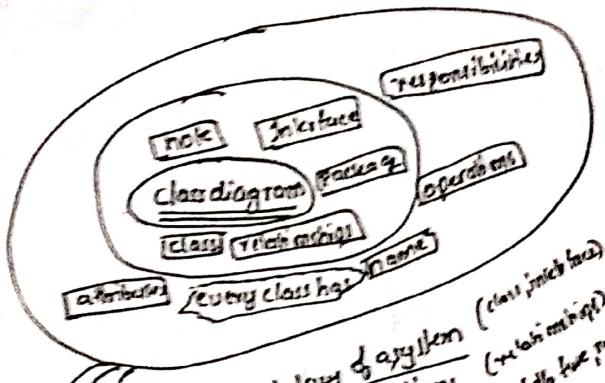 responsibilities
note
Interface
Class diagram
Package
operations
class
relationships
name
attributes
every class has
of a system (class, interface)
(relationships)